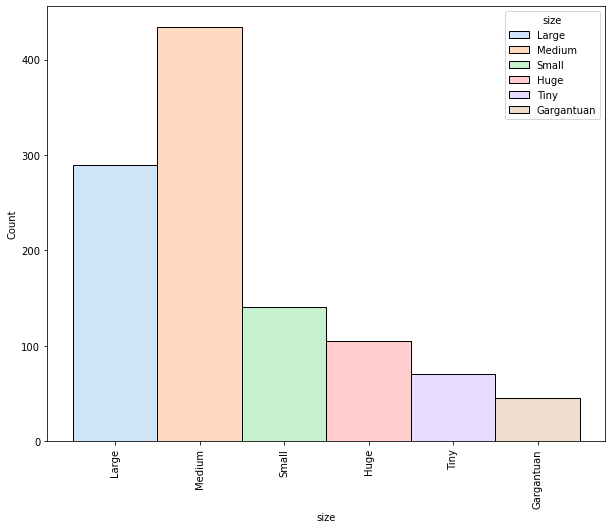 size
Large
Medium
Small
Huge
Tiny
Gargantuan
400
300
200
100
0
Count
Large
Medium
Small
Huge
Tiny
Gargantuan
size